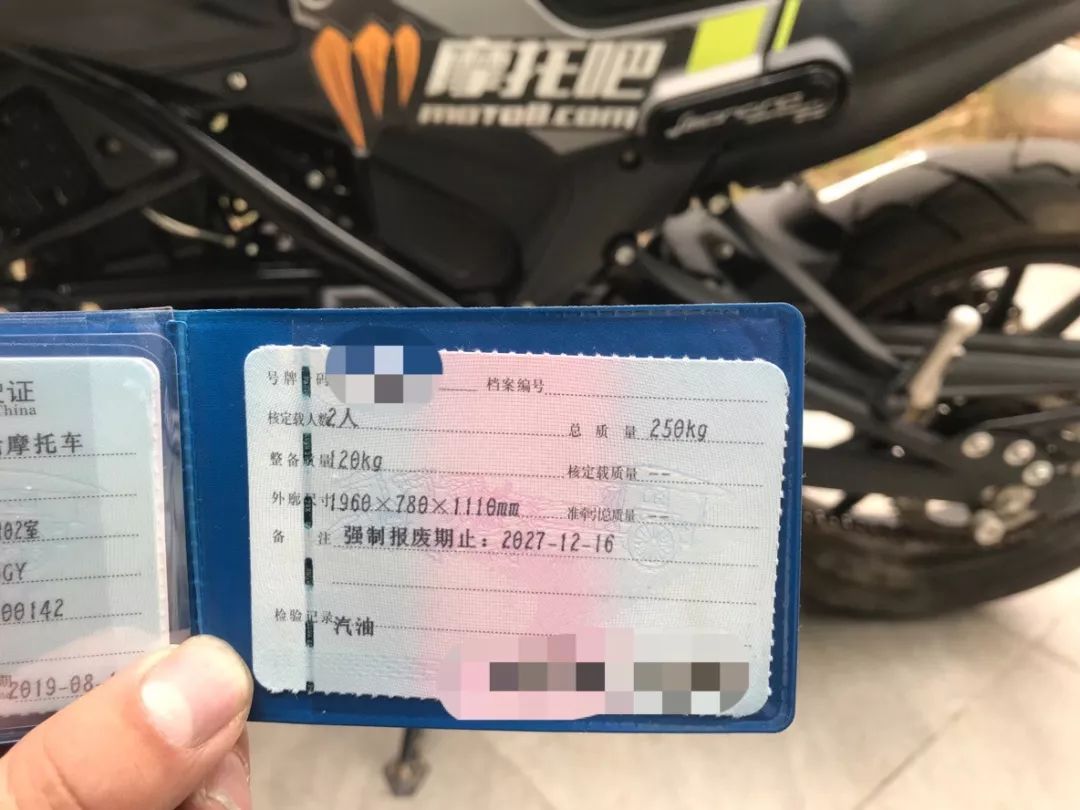 摩托吧
moto8.com
证
China
摩托车
02室
GY
00142
2019-08-
号牌 码
档案编号
核定载人数 2人
总 质 量 250kg
整备质量 120kg
核定载质量 --
外廓尺寸 1960×780×1110mm
准牵引总质量 --
备 注 强制报废期止：2027-12-16
检验记录 汽油